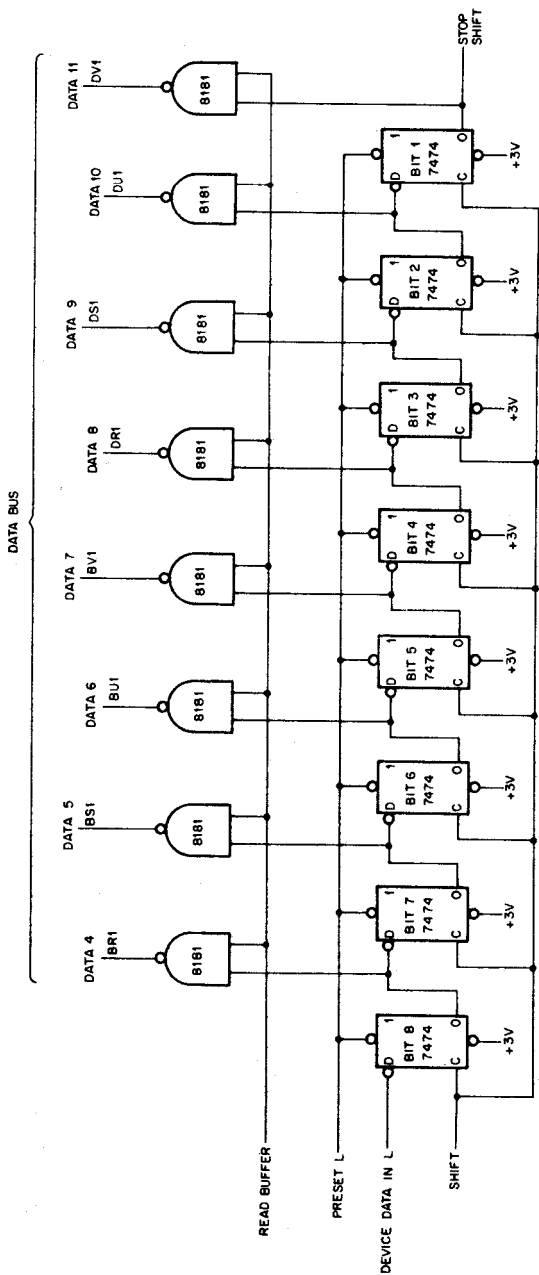 DATA BUS
DATA 4
DATA 5
DATA 6
DATA 7
DATA 8
DATA 9
DATA 10
DATA 11
BR1
BS1
BU1
BV1
DR1
DS1
DU1
DV1
8181
8181
8181
8181
8181
8181
8181
8181
READ BUFFER
PRESET L
DEVICE DATA IN L
SHIFT
D 1
BIT 8
7474
C 0
+3V
D 1
BIT 7
7474
C 0
+3V
D 1
BIT 6
7474
C 0
+3V
D 1
BIT 5
7474
C 0
+3V
D 1
BIT 4
7474
C 0
+3V
D 1
BIT 3
7474
C 0
+3V
D 1
BIT 2
7474
C 0
+3V
D 1
BIT 1
7474
C 0
+3V
STOP
SHIFT